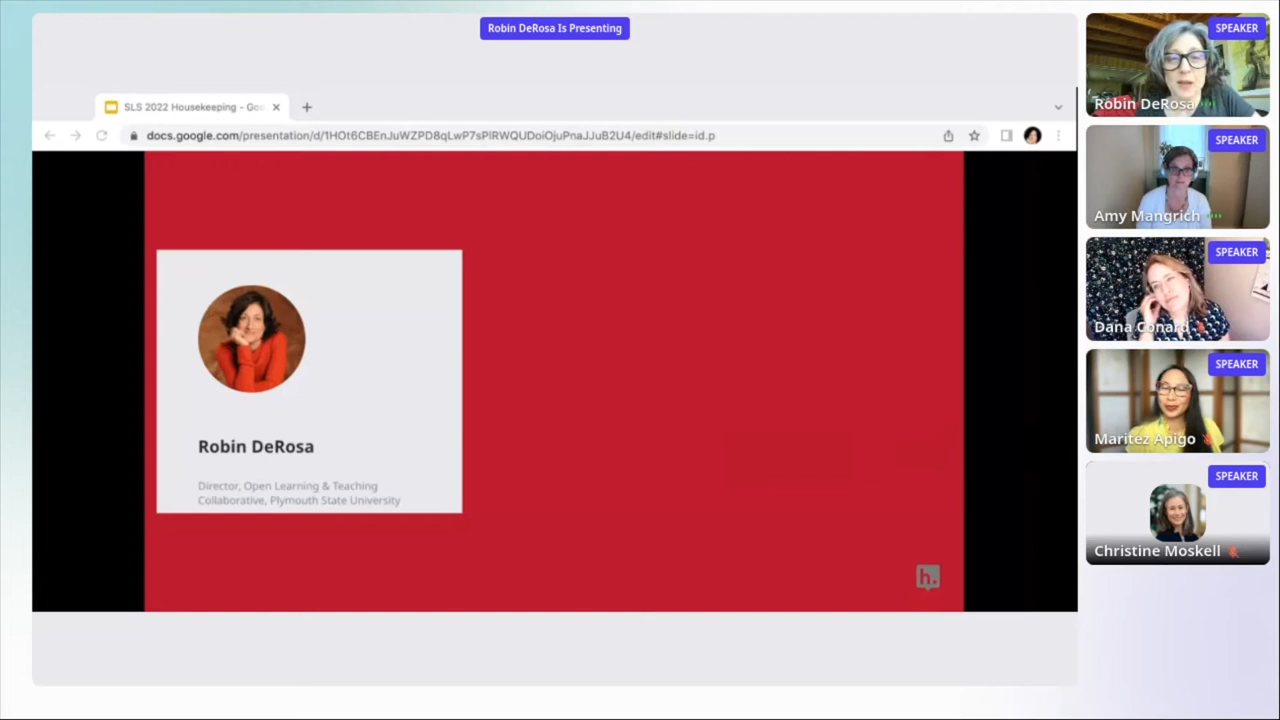 Robin DeRosa Is Presenting
SLS 2022 Housekeeping - Goo
docs.google.com/presentation/d/1HOt6CBEnJuWZPD8qLwP7sPiRWQUDoiOjuPnaJJuB2U4/edit#slide=id.p
Robin DeRosa
Director, Open Learning & Teaching
Collaborative, Plymouth State University
h.
SPEAKER
Robin DeRosa
SPEAKER
Amy Mangrich
SPEAKER
Dana Conard
SPEAKER
Maritez Apigo
SPEAKER
Christine Moskell